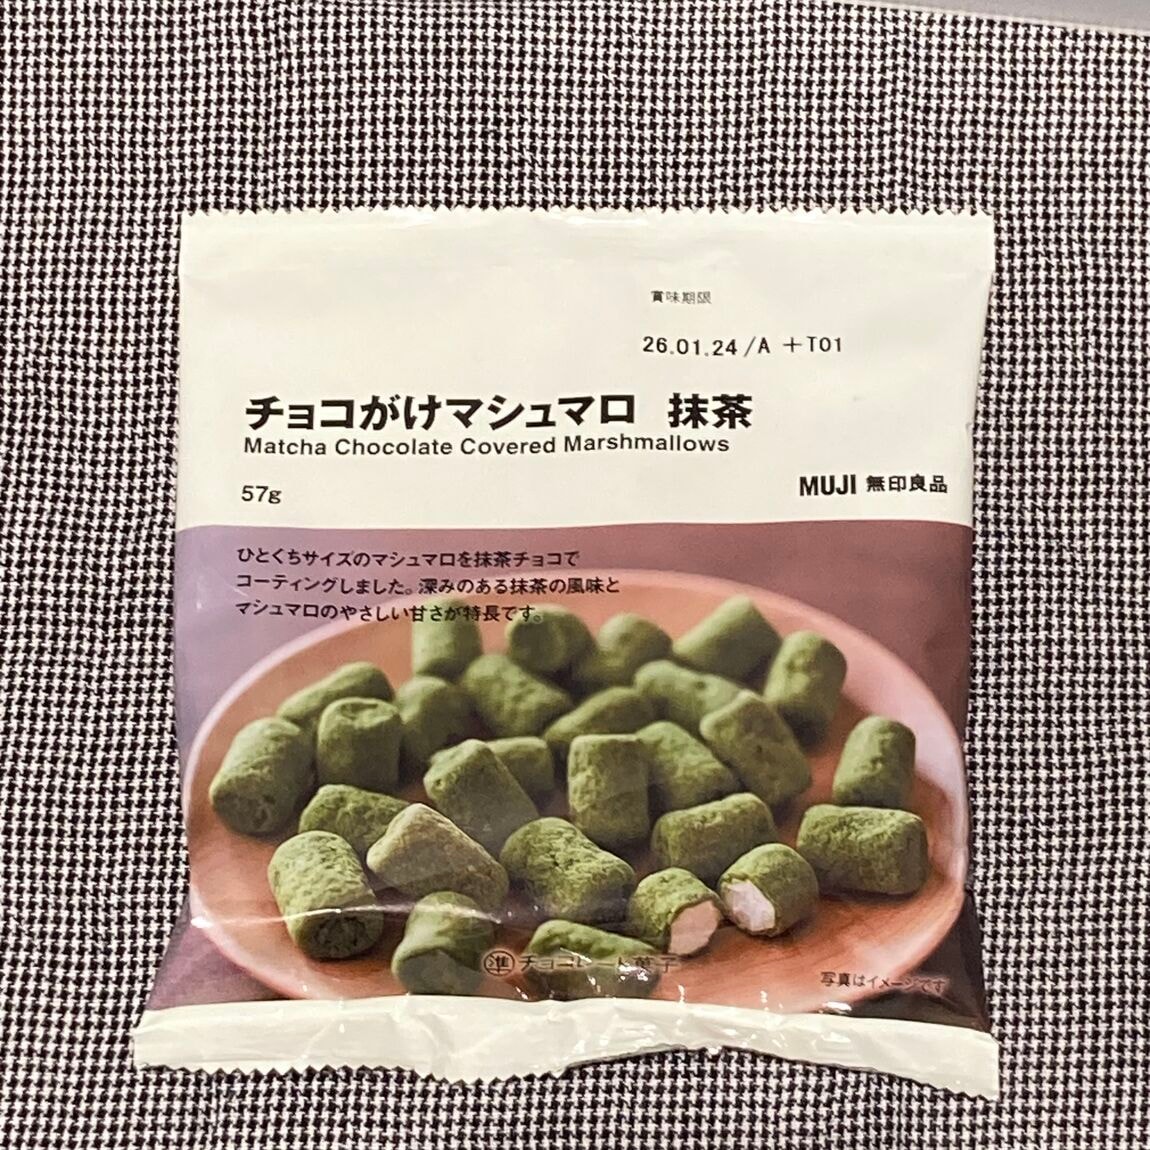 賞味期限
26.01.24/A +T01
チョコがけマシュマロ 抹茶
Matcha Chocolate Covered Marshmallows
57g
MUJI 無印良品
ひとくちサイズのマシュマロを抹茶チョコで
コーティングしました。深みのある抹茶の風味と
マシュマロのやさしい甘さが特長です。
準 チョコレート菓子
写真はイメージです